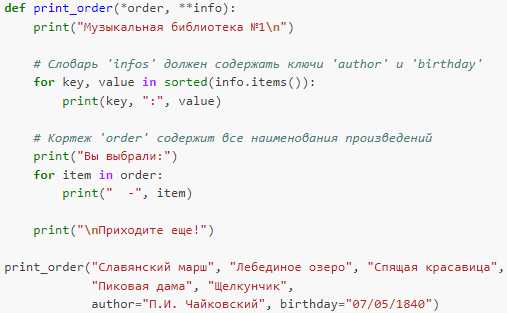 def print_order(*order, **info):
    print("Музыкальная библиотека №1\n")

    # Словарь 'infos' должен содержать ключи 'author' и 'birthday'
    for key, value in sorted(info.items()):
        print(key, ":", value)

    # Кортеж 'order' содержит все наименования произведений
    print("Вы выбрали:")
    for item in order:
        print("  -", item)

    print("\nПриходите еще!")

print_order("Славянский марш", "Лебединое озеро", "Спящая красавица",
            "Пиковая дама", "Щелкунчик",
            author="П.И. Чайковский", birthday="07/05/1840")